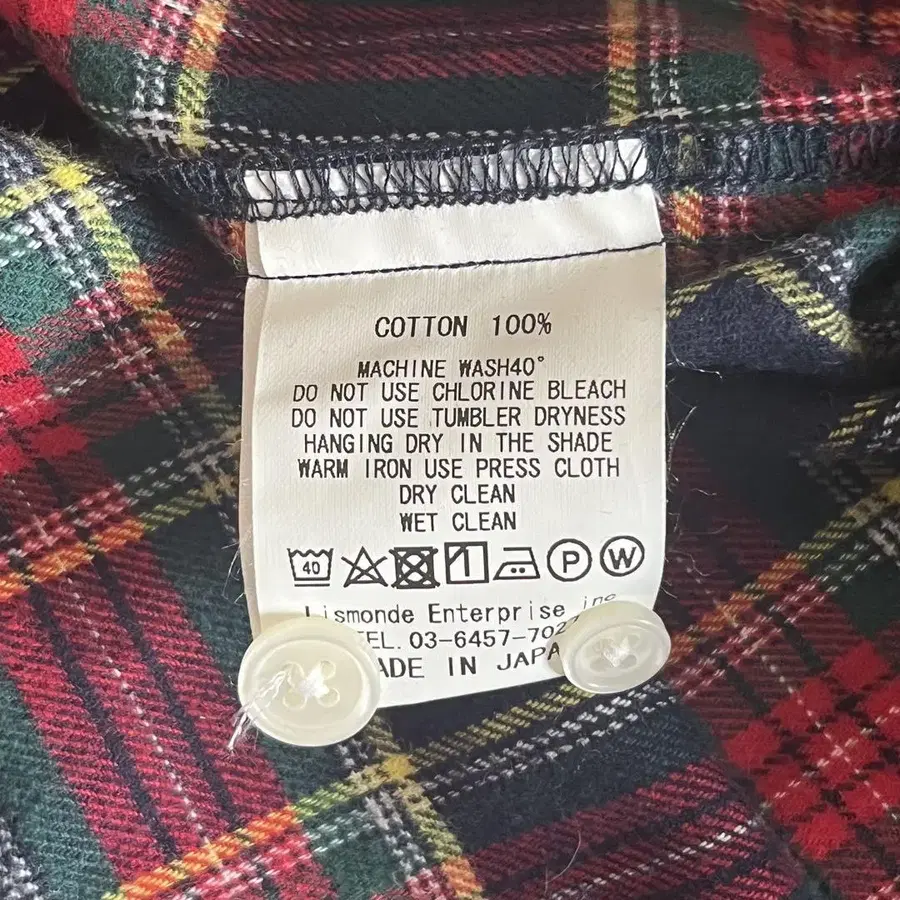 COTTON 100%
MACHINE WASH40°
DO NOT USE CHLORINE BLEACH
DO NOT USE TUMBLER DRYNESS
HANGING DRY IN THE SHADE
WARM IRON USE PRESS CLOTH
DRY CLEAN
WET CLEAN
40 P W
Lismonde Enterprise inc
TEL. 03-6457-702
MADE IN JAPA